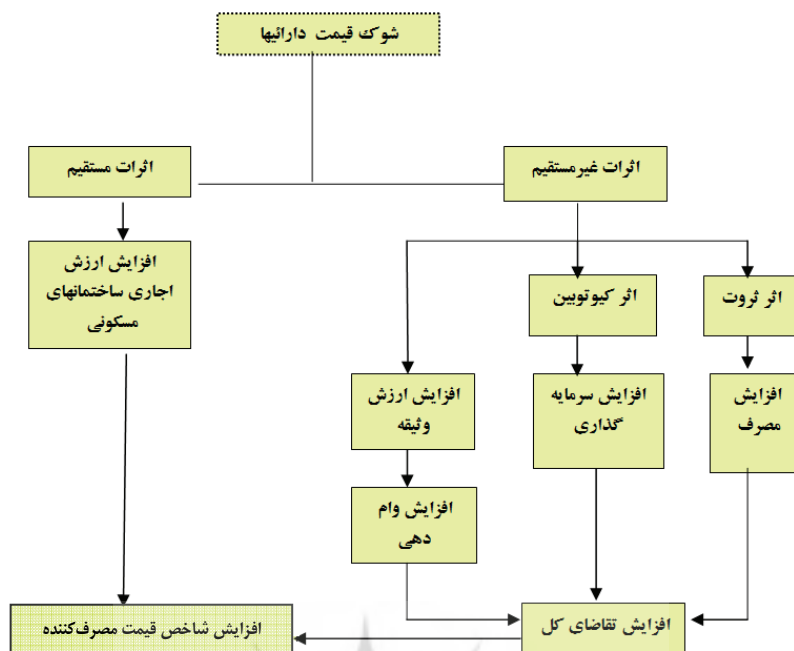 شوک قیمت دارائیها
اثرات غیرمستقیم
اثرات مستقیم
اثر ثروت
اثر کیوتوبین
افزایش ارزش
اجاری ساختمانهای
مسکونی
افزایش
مصرف
افزایش سرمایه
گذاری
افزایش ارزش
وثیقه
افزایش وام
دهی
افزایش تقاضای کل
افزایش شاخص قیمت مصرف‌کننده